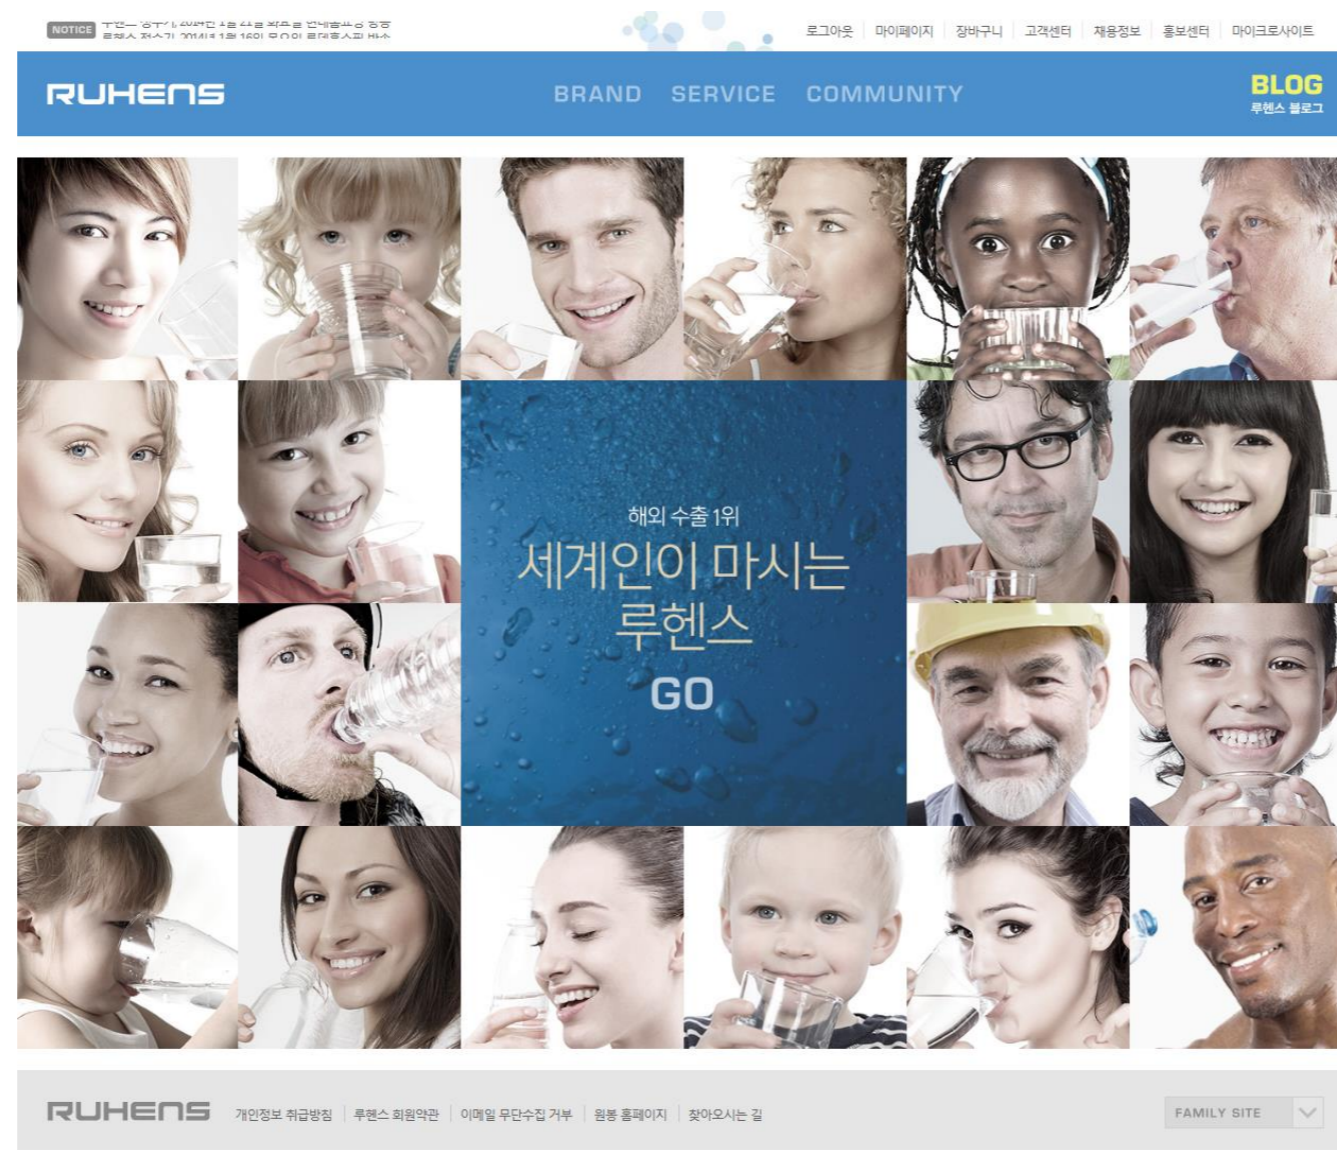 NOTICE
로그아웃 마이페이지 장바구니 고객센터 채용정보 홍보센터 마이크로사이트
RUHENS
BRAND SERVICE COMMUNITY
BLOG
루헨스 블로그
해외 수출 1위
세계인이 마시는
루헨스
GO
RUHENS
개인정보 취급방침 루헨스 회원약관 이메일 무단수집 거부 원봉 홈페이지 찾아오시는 길
FAMILY SITE